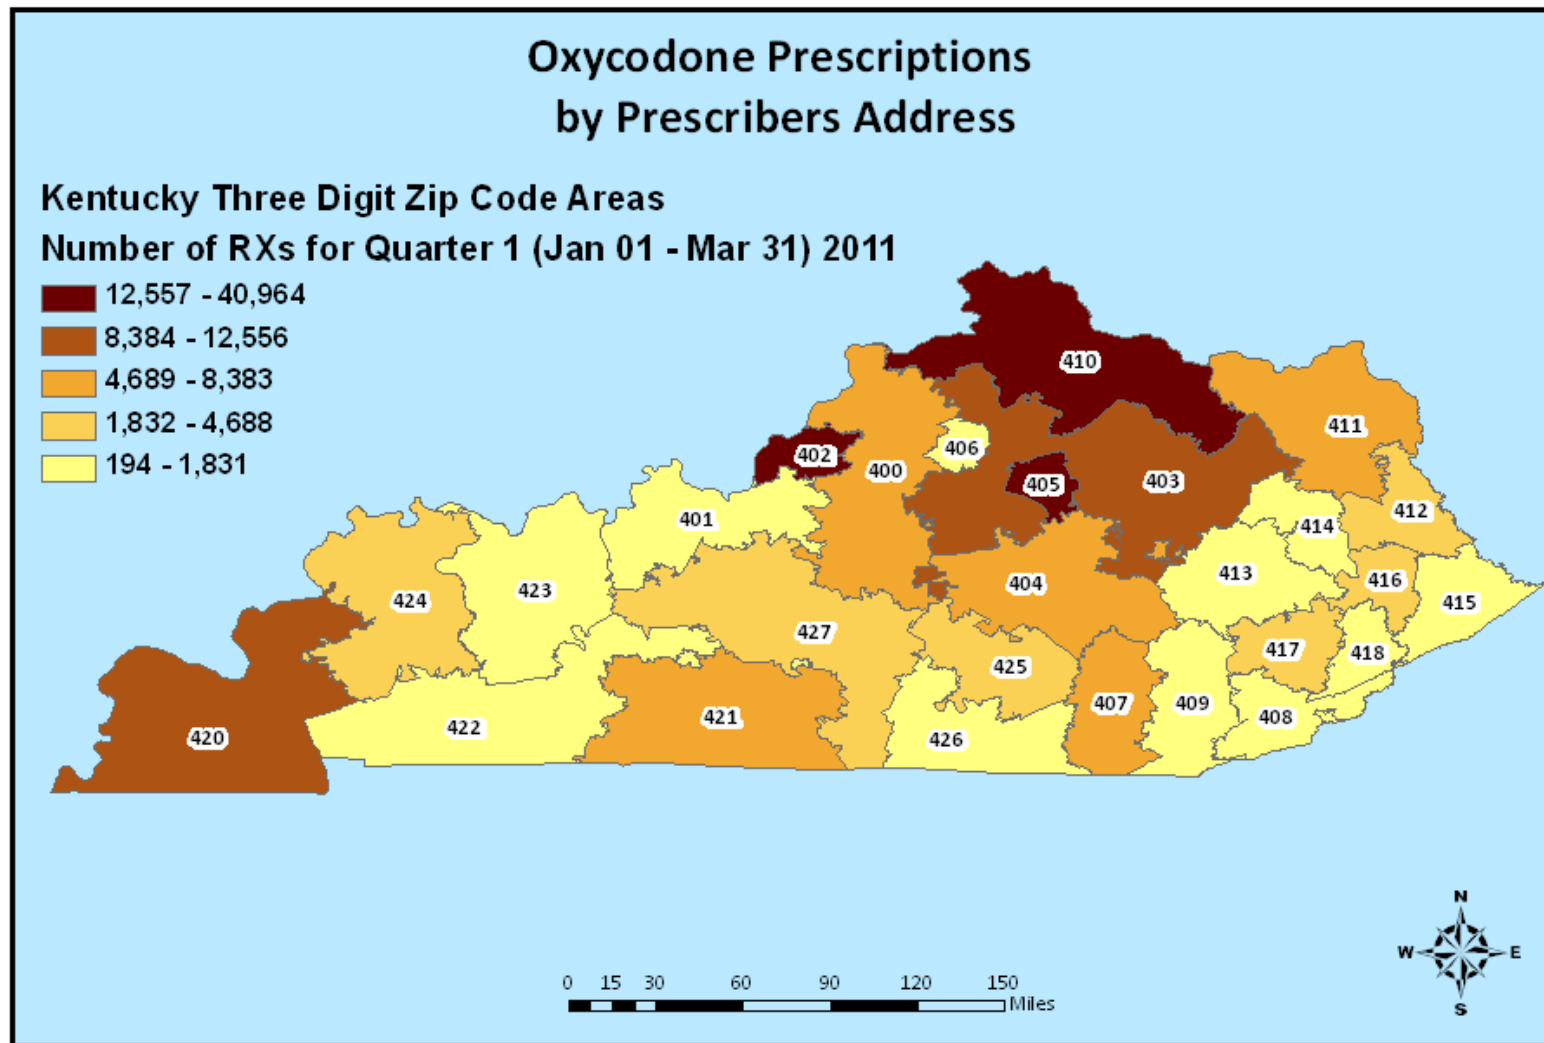 Oxycodone Prescriptions
by Prescribers Address
Kentucky Three Digit Zip Code Areas
Number of RXs for Quarter 1 (Jan 01 - Mar 31) 2011
12,557 - 40,964
8,384 - 12,556
4,689 - 8,383
1,832 - 4,688
194 - 1,831
410
411
406
402
400
405
403
412
401
414
413
404
416
423
424
415
427
417
418
425
407
409
421
408
422
426
420
N
W
E
S
0 15 30 60 90 120 150
Miles